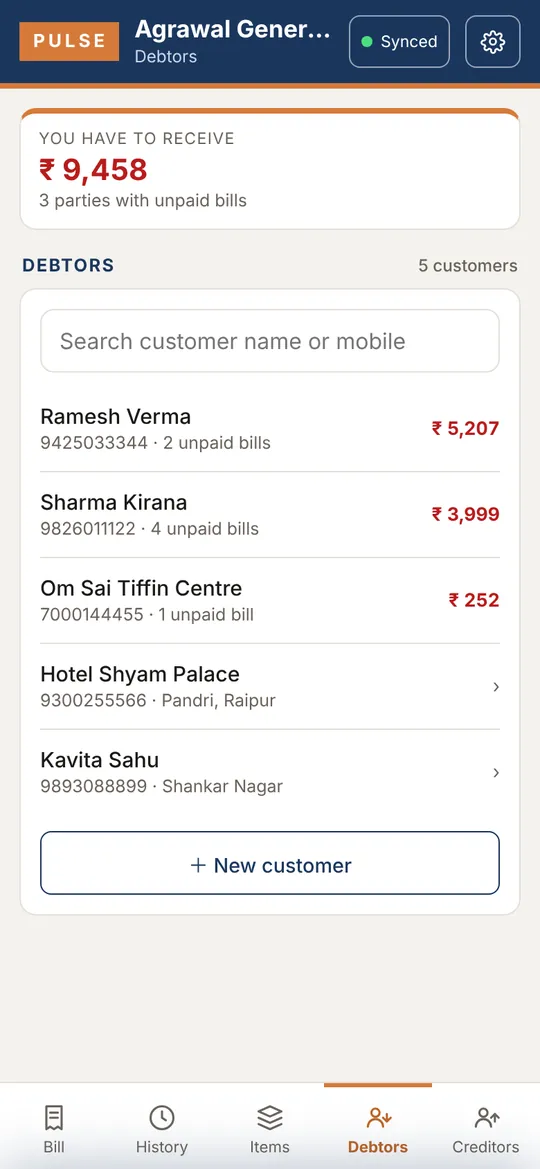 PULSE
Agrawal Gener...
Debtors
Synced
YOU HAVE TO RECEIVE
₹ 9,458
3 parties with unpaid bills
DEBTORS
5 customers
Search customer name or mobile
Ramesh Verma
9425033344 · 2 unpaid bills
₹ 5,207
Sharma Kirana
9826011122 · 4 unpaid bills
₹ 3,999
Om Sai Tiffin Centre
7000144455 · 1 unpaid bill
₹ 252
Hotel Shyam Palace
9300255566 · Pandri, Raipur
›
Kavita Sahu
9893088899 · Shankar Nagar
›
+ New customer
Bill
History
Items
Debtors
Creditors